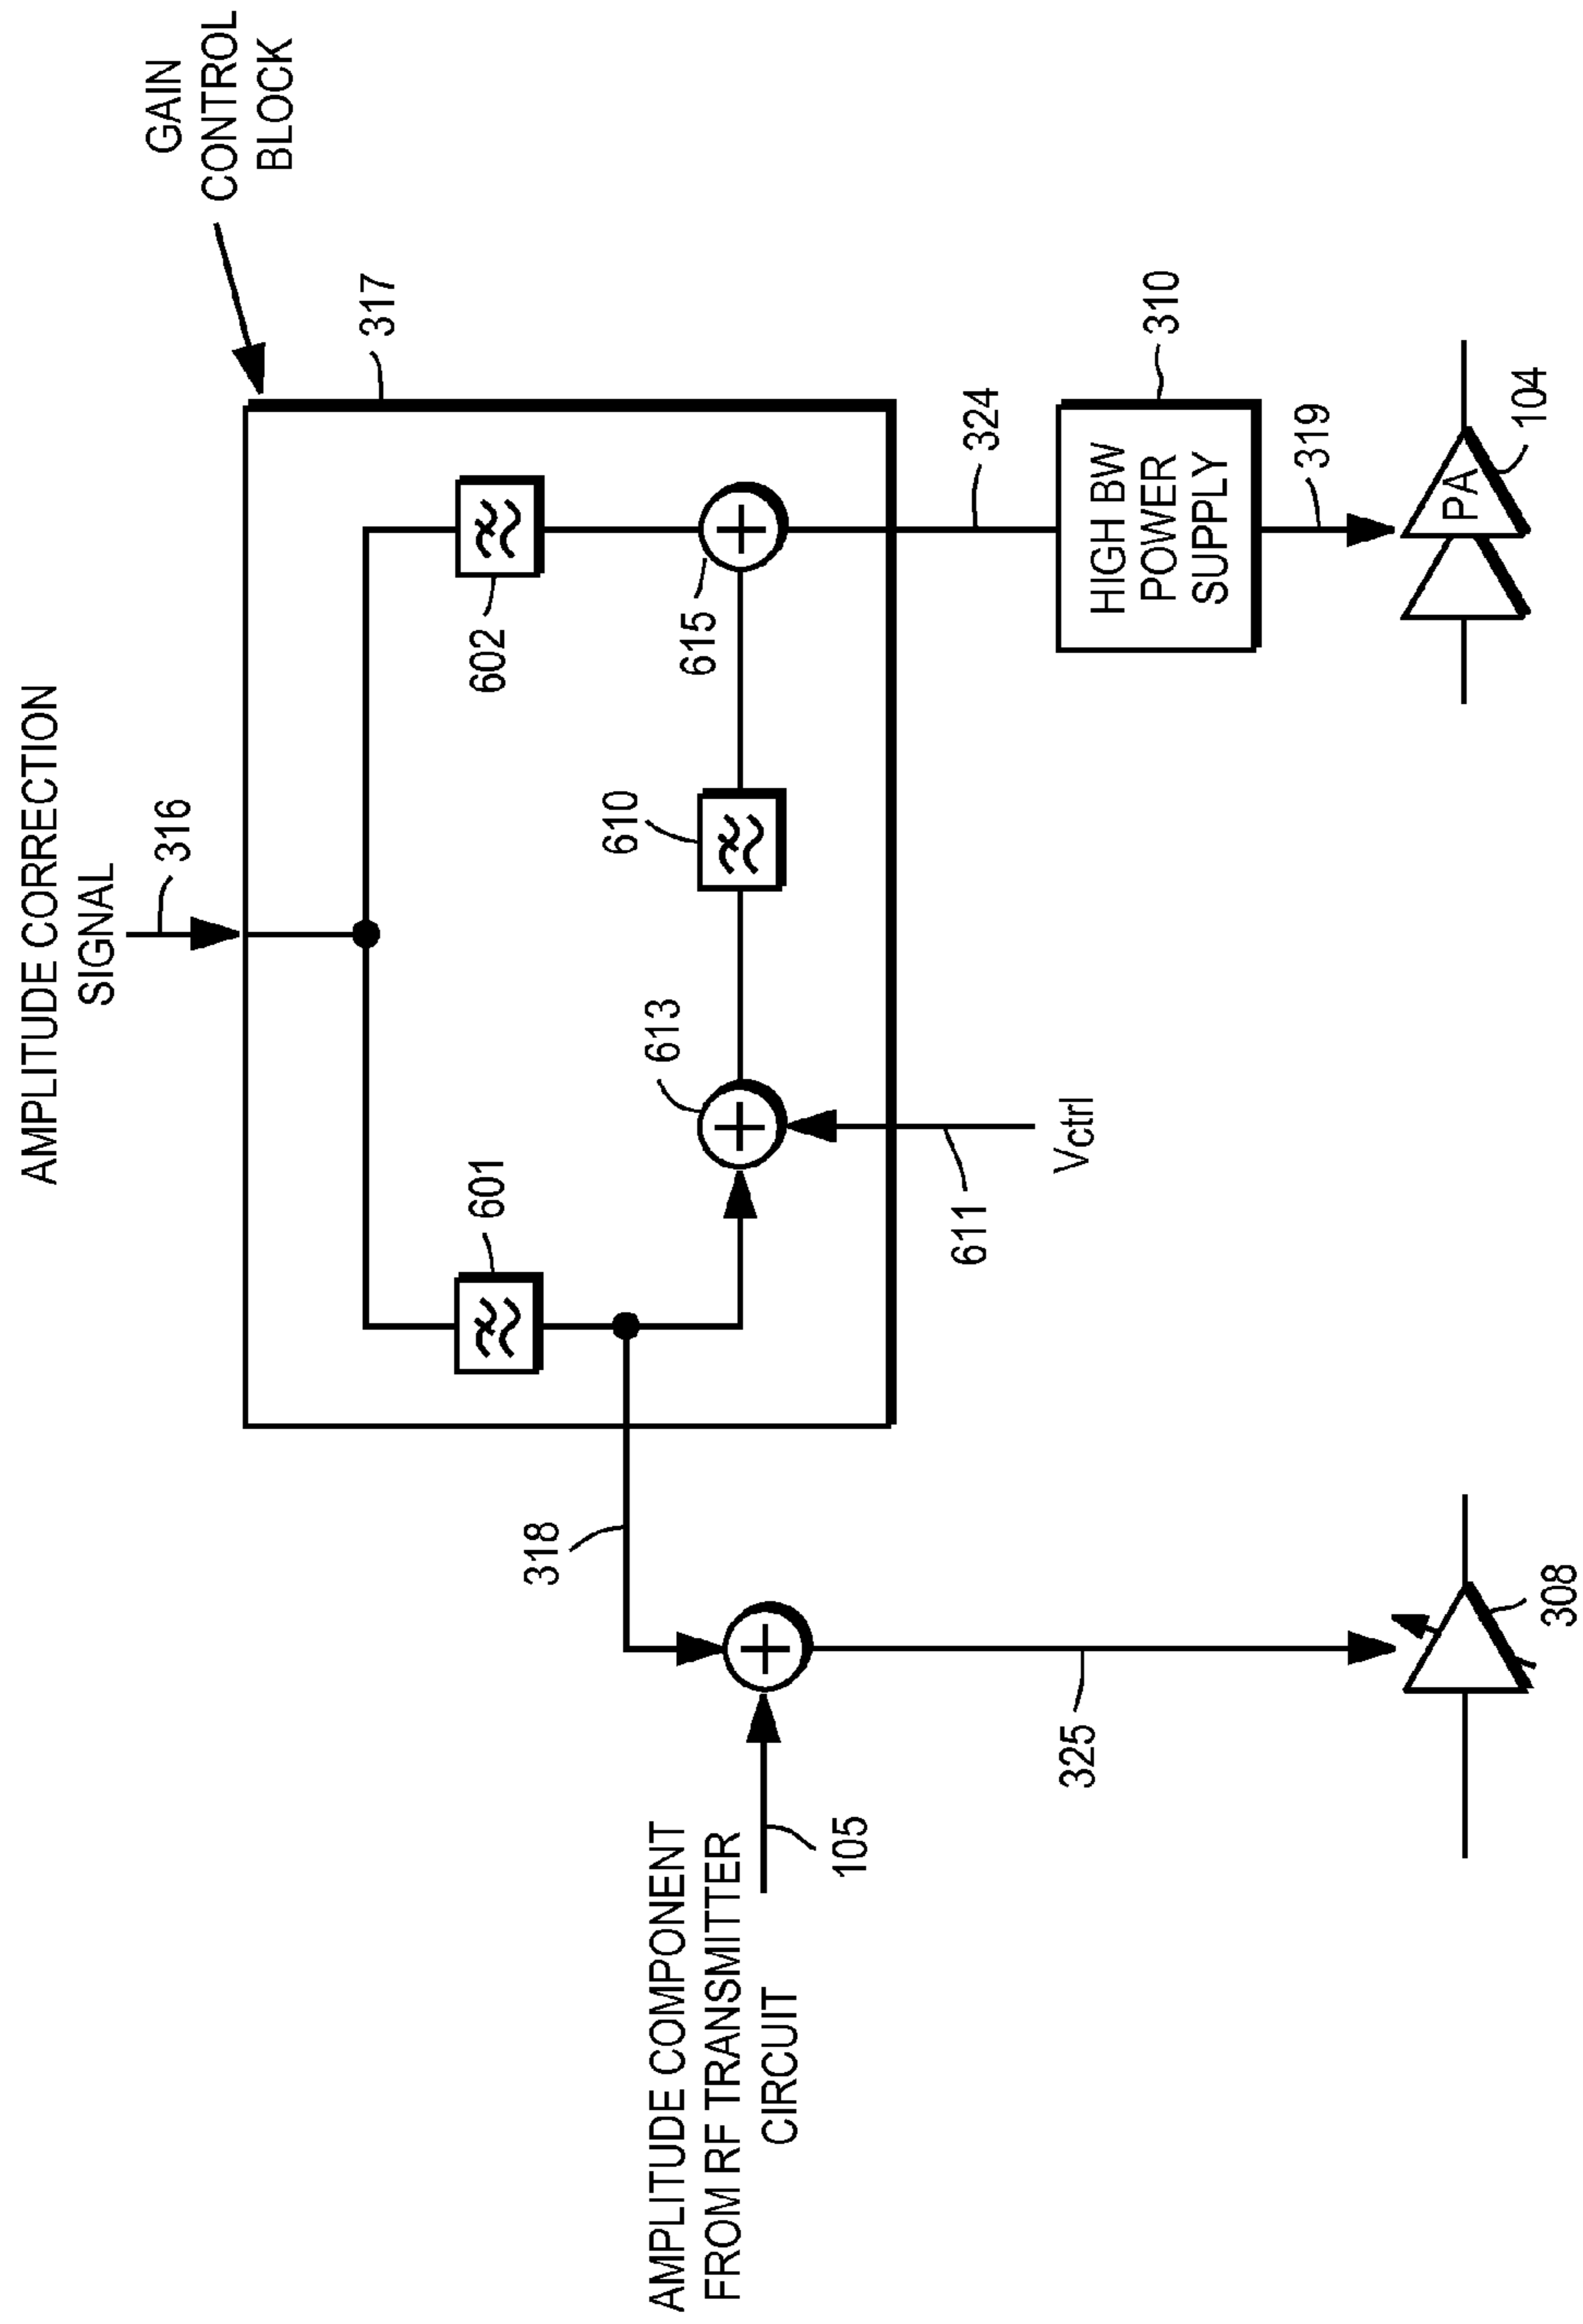 AMPLITUDE CORRECTION
SIGNAL
316
GAIN
CONTROL
BLOCK
317
601
602
613
610
615
318
AMPLITUDE COMPONENT
FROM RF TRANSMITTER
CIRCUIT
105
611
Vctrl
324
325
HIGH BW
POWER
SUPPLY
310
319
308
PA
104